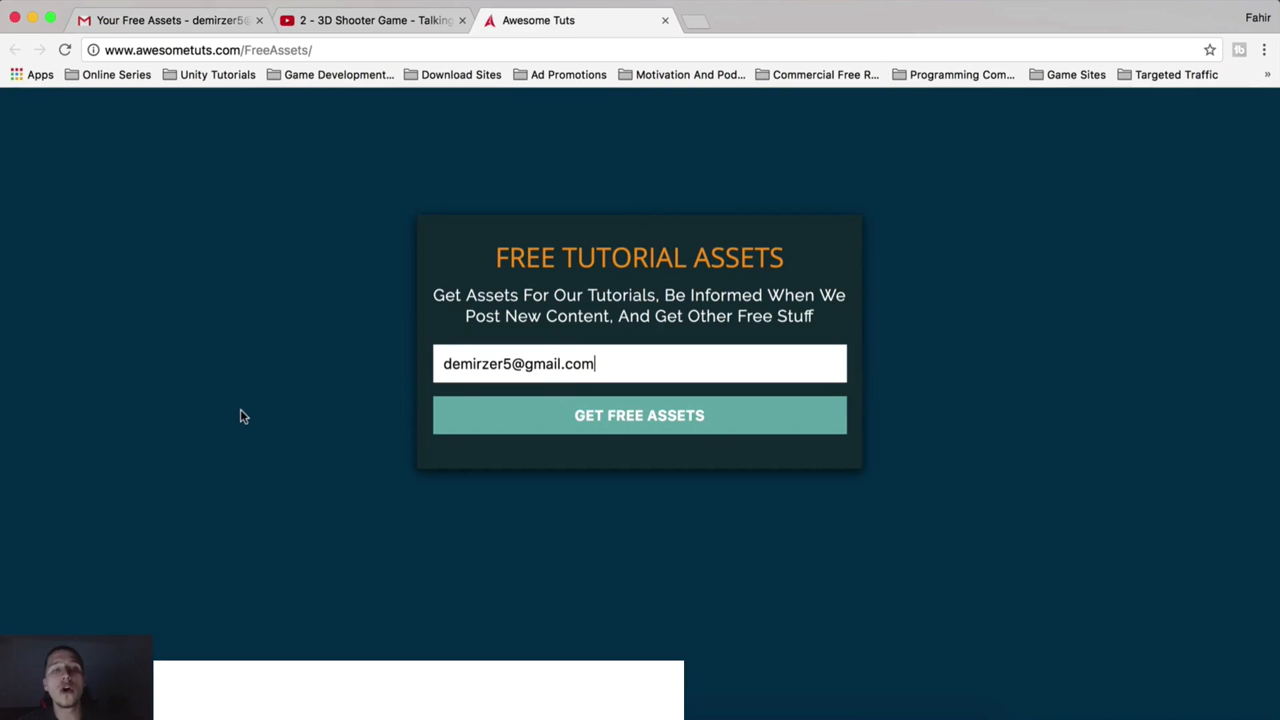 Your Free Assets - demirzer5@
2 - 3D Shooter Game - Talking
Awesome Tuts
Fahir
www.awesometuts.com/FreeAssets/
Apps
Online Series
Unity Tutorials
Game Development...
Download Sites
Ad Promotions
Motivation And Pod...
Commercial Free R...
Programming Com...
Game Sites
Targeted Traffic
»
FREE TUTORIAL ASSETS
Get Assets For Our Tutorials, Be Informed When We
Post New Content, And Get Other Free Stuff
demirzer5@gmail.com
GET FREE ASSETS